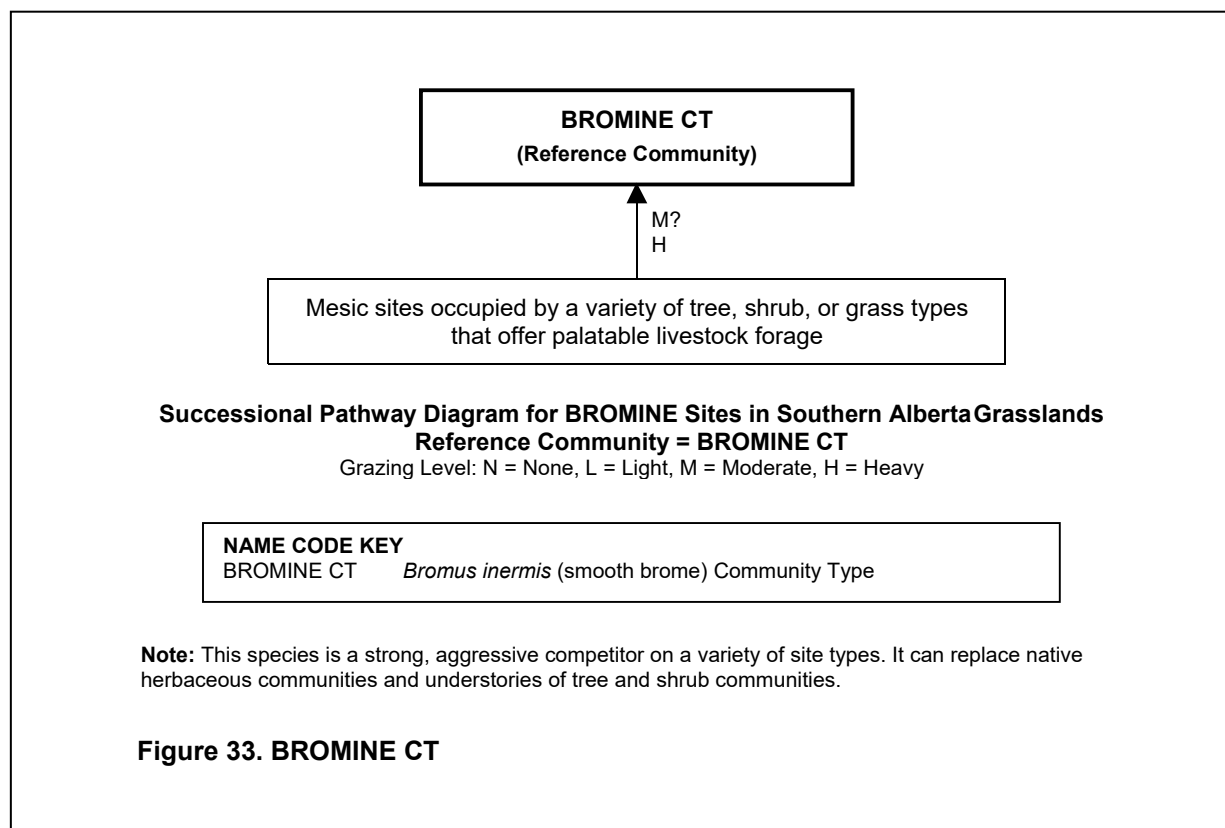 BROMINE CT
(Reference Community)
M?
H
Mesic sites occupied by a variety of tree, shrub, or grass types
that offer palatable livestock forage
Successional Pathway Diagram for BROMINE Sites in Southern AlbertaGrasslands
Reference Community = BROMINE CT
Grazing Level: N = None, L = Light, M = Moderate, H = Heavy
NAME CODE KEY
BROMINE CT Bromus inermis (smooth brome) Community Type
Note: This species is a strong, aggressive competitor on a variety of site types. It can replace native
herbaceous communities and understories of tree and shrub communities.
Figure 33. BROMINE CT